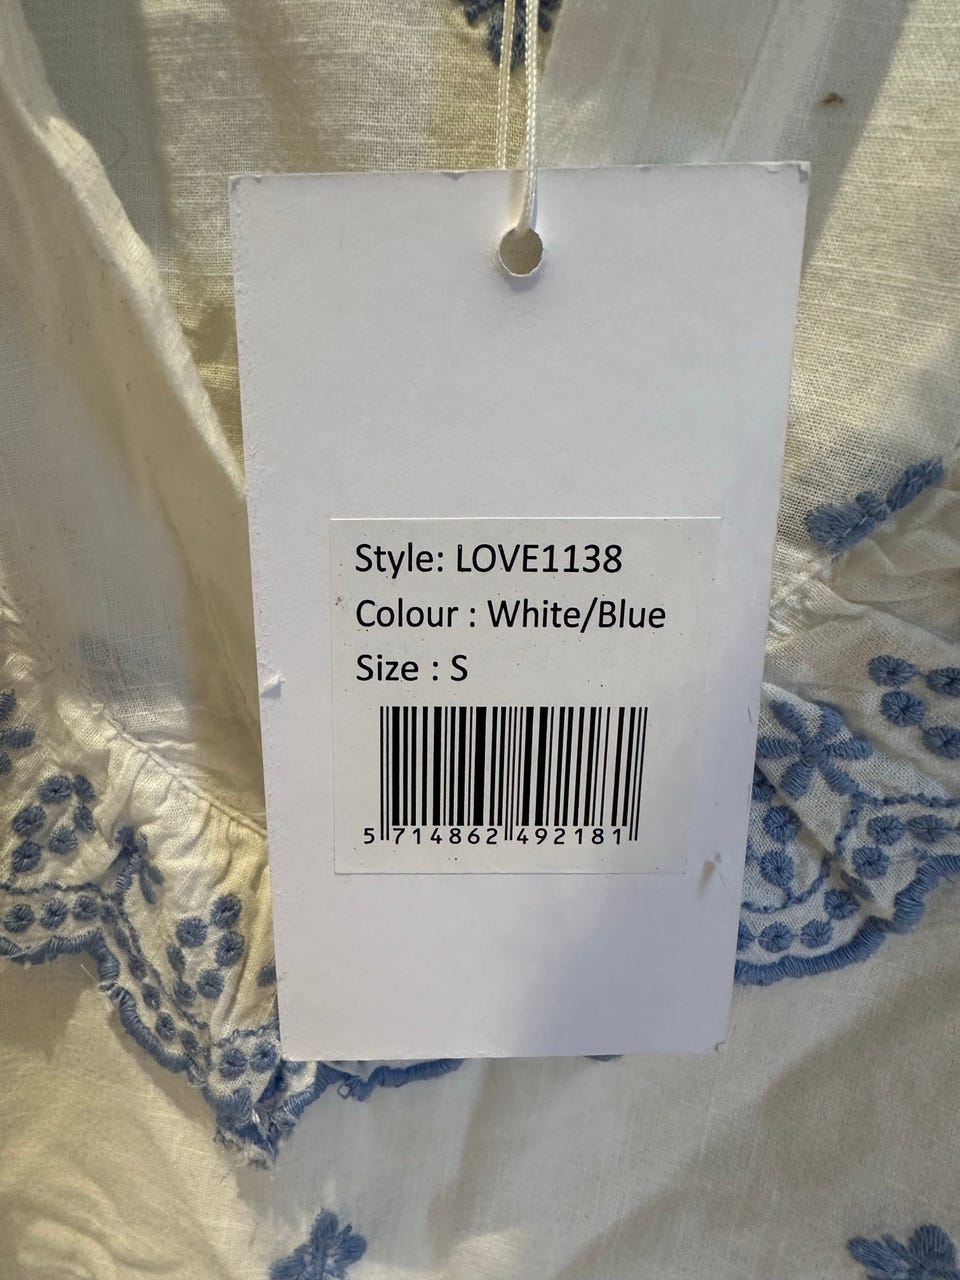 Style: LOVE1138
Colour : White/Blue
Size : S
5 714862 492181